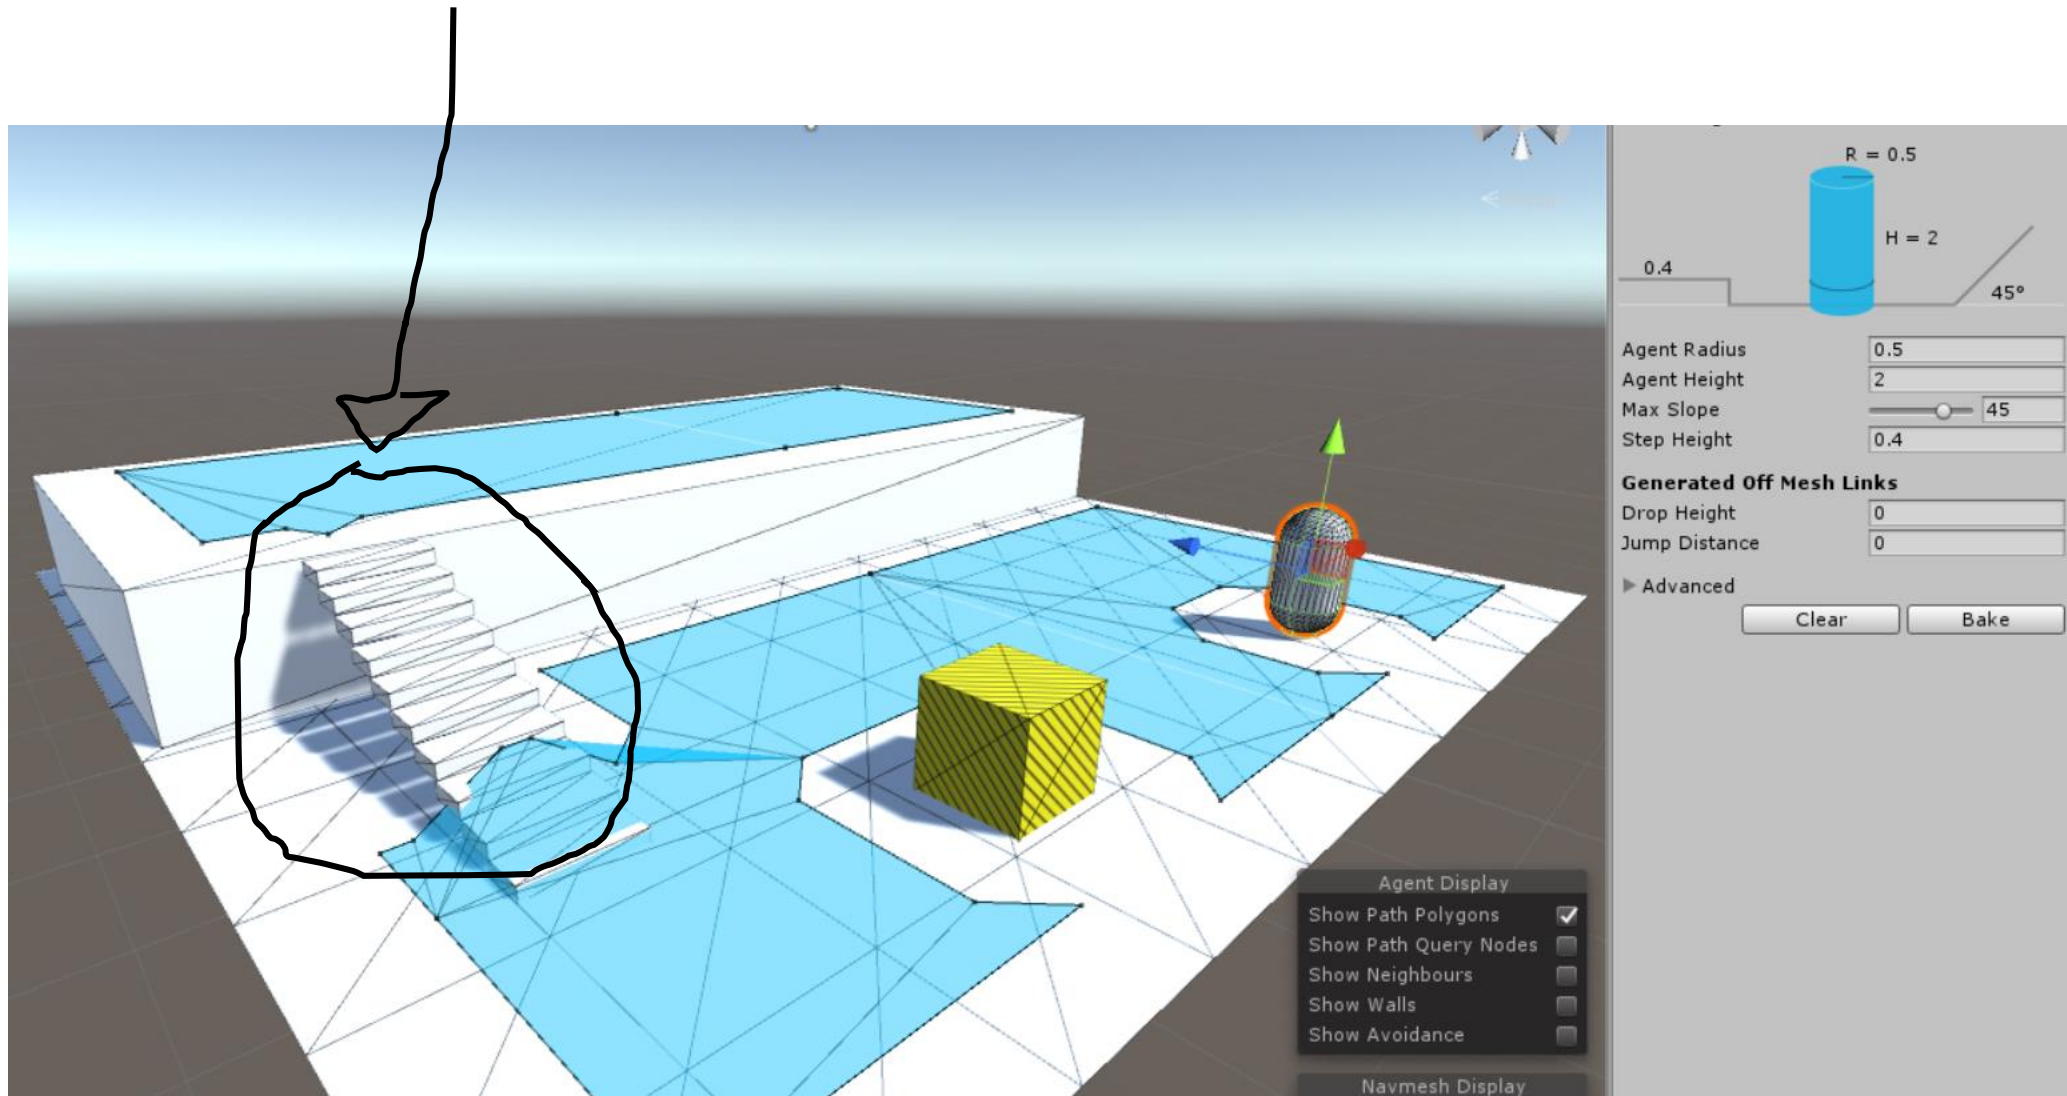 R = 0.5
H = 2
0.4
45°
Agent Radius 0.5
Agent Height 2
Max Slope 45
Step Height 0.4
Generated Off Mesh Links
Drop Height 0
Jump Distance 0
Advanced
Clear Bake
Agent Display
Show Path Polygons
Show Path Query Nodes
Show Neighbours
Show Walls
Show Avoidance
Navmesh Display